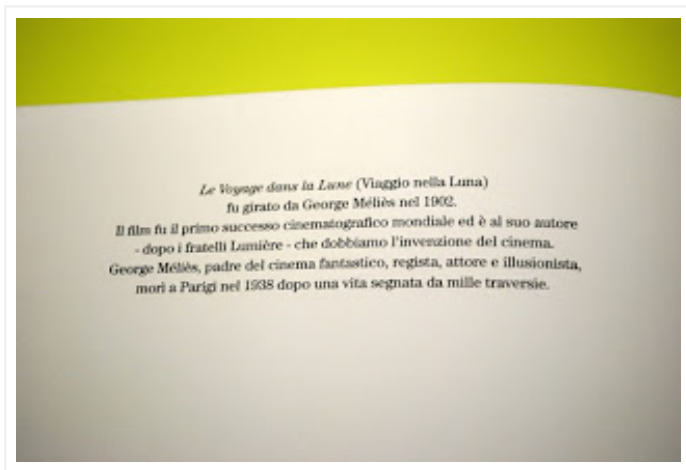 Le Voyage dans la Lune (Viaggio nella Luna)
fu girato da George Méliès nel 1902.
Il film fu il primo successo cinematografico mondiale ed è al suo autore
- dopo i fratelli Lumière - che dobbiamo l'invenzione del cinema.
George Méliès, padre del cinema fantastico, regista, attore e illusionista,
morì a Parigi nel 1938 dopo una vita segnata da mille traversie.